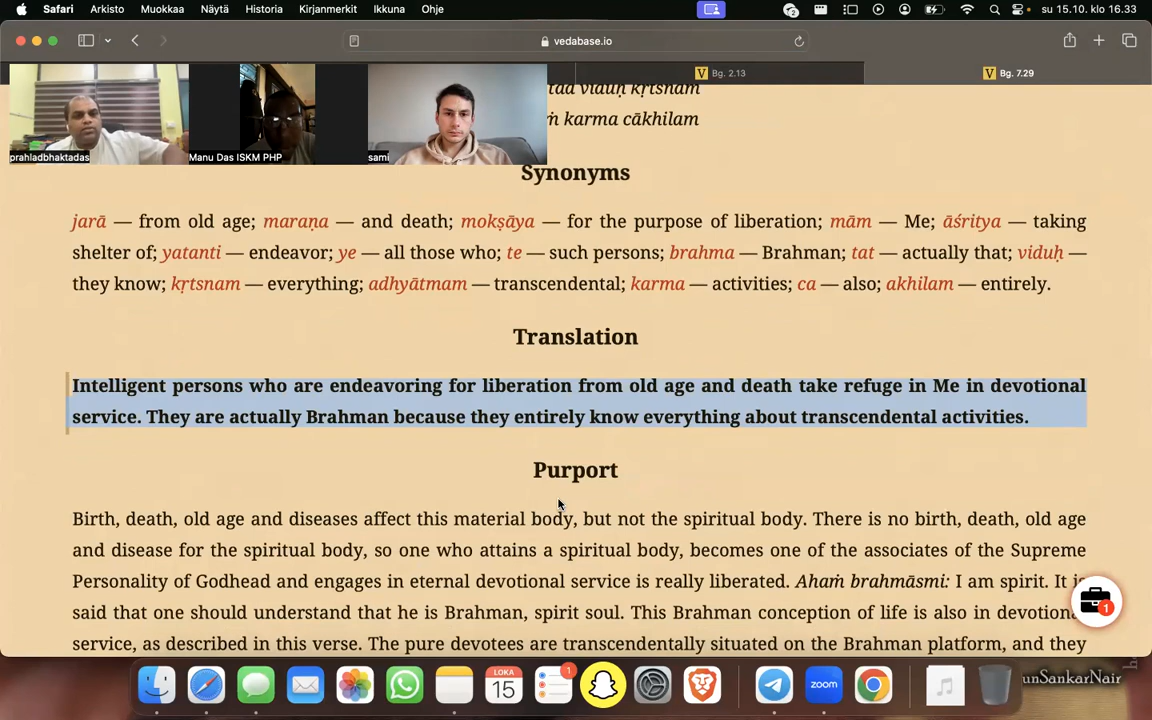 Safari Arkisto Muokkaa Näytä Historia Kirjanmerkit Ikkuna Ohje
2
su 15.10. klo 16.33
vedabase.io
V Bg. 2.13
V Bg. 7.29
tad viduḥ kṛtsnam
ṁ karma cākhilam
prahladbhaktadas
Manu Das ISKM PHP
sami
Synonyms
jarā — from old age; maraṇa — and death; mokṣāya — for the purpose of liberation; mām — Me; āśritya — taking
shelter of; yatanti — endeavor; ye — all those who; te — such persons; brahma — Brahman; tat — actually that; viduḥ —
they know; kṛtsnam — everything; adhyātmam — transcendental; karma — activities; ca — also; akhilam — entirely.
Translation
Intelligent persons who are endeavoring for liberation from old age and death take refuge in Me in devotional
service. They are actually Brahman because they entirely know everything about transcendental activities.
Purport
Birth, death, old age and diseases affect this material body, but not the spiritual body. There is no birth, death, old age
and disease for the spiritual body, so one who attains a spiritual body, becomes one of the associates of the Supreme
Personality of Godhead and engages in eternal devotional service is really liberated. Ahaṁ brahmāsmi: I am spirit. It is
said that one should understand that he is Brahman, spirit soul. This Brahman conception of life is also in devotional
service, as described in this verse. The pure devotees are transcendentally situated on the Brahman platform, and they
1
LOKA
15
1
zoom
unSankarNair